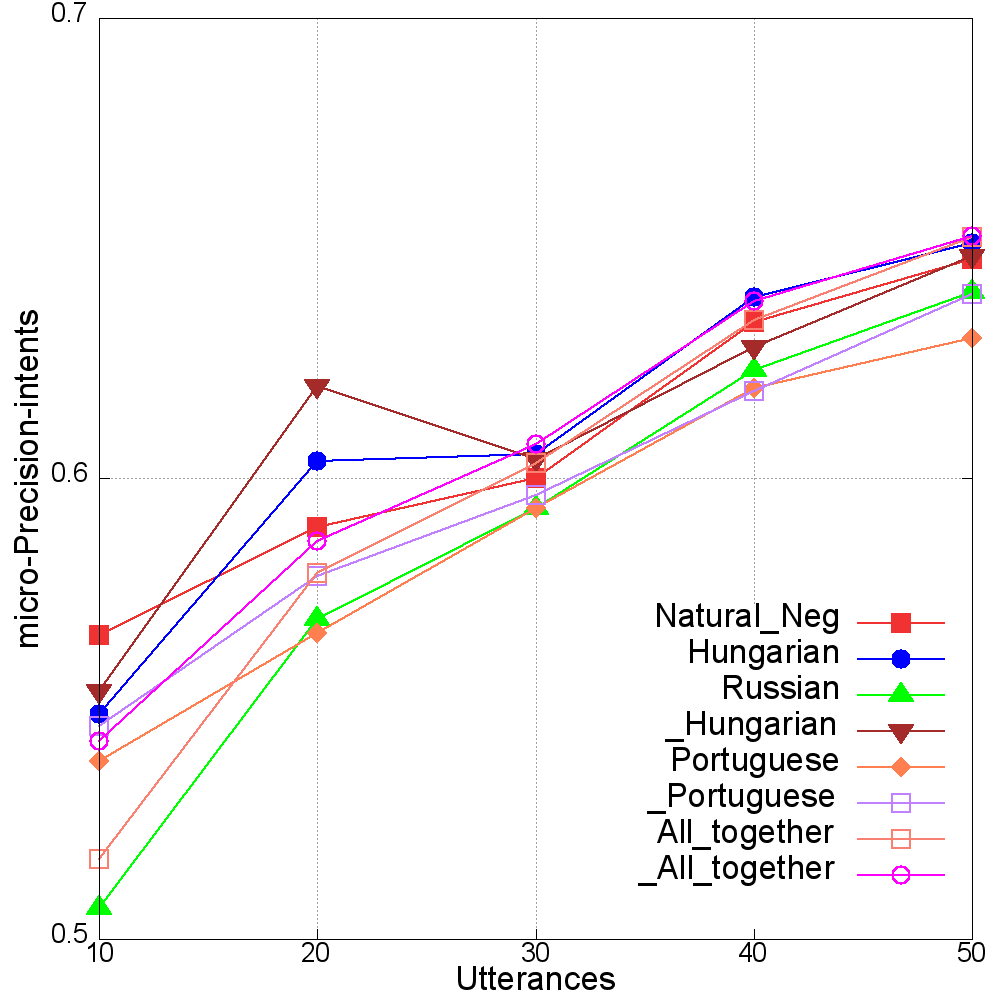 0.7
0.6
0.5
micro-Precision-intents
Natural_Neg
Hungarian
Russian
_Hungarian
Portuguese
_Portuguese
All_together
_All_together
10 20 30 40 50
Utterances